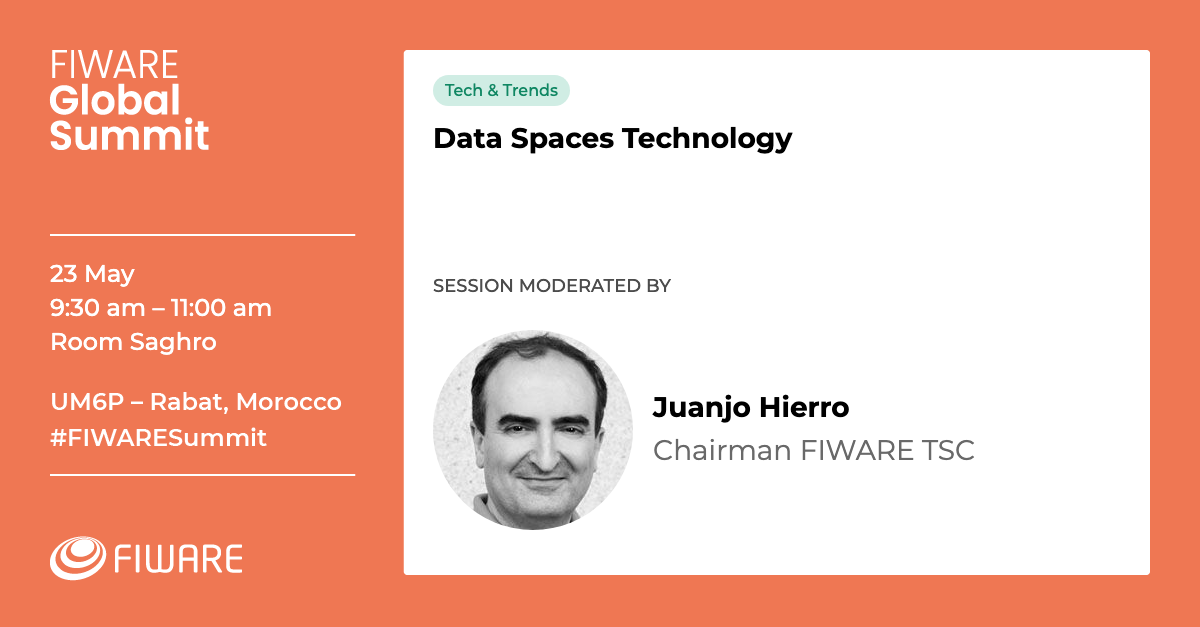 FIWARE
Global
Summit
23 May
9:30 am – 11:00 am
Room Saghro
UM6P – Rabat, Morocco
#FIWARESummit
FIWARE
Tech & Trends
Data Spaces Technology
SESSION MODERATED BY
Juanjo Hierro
Chairman FIWARE TSC